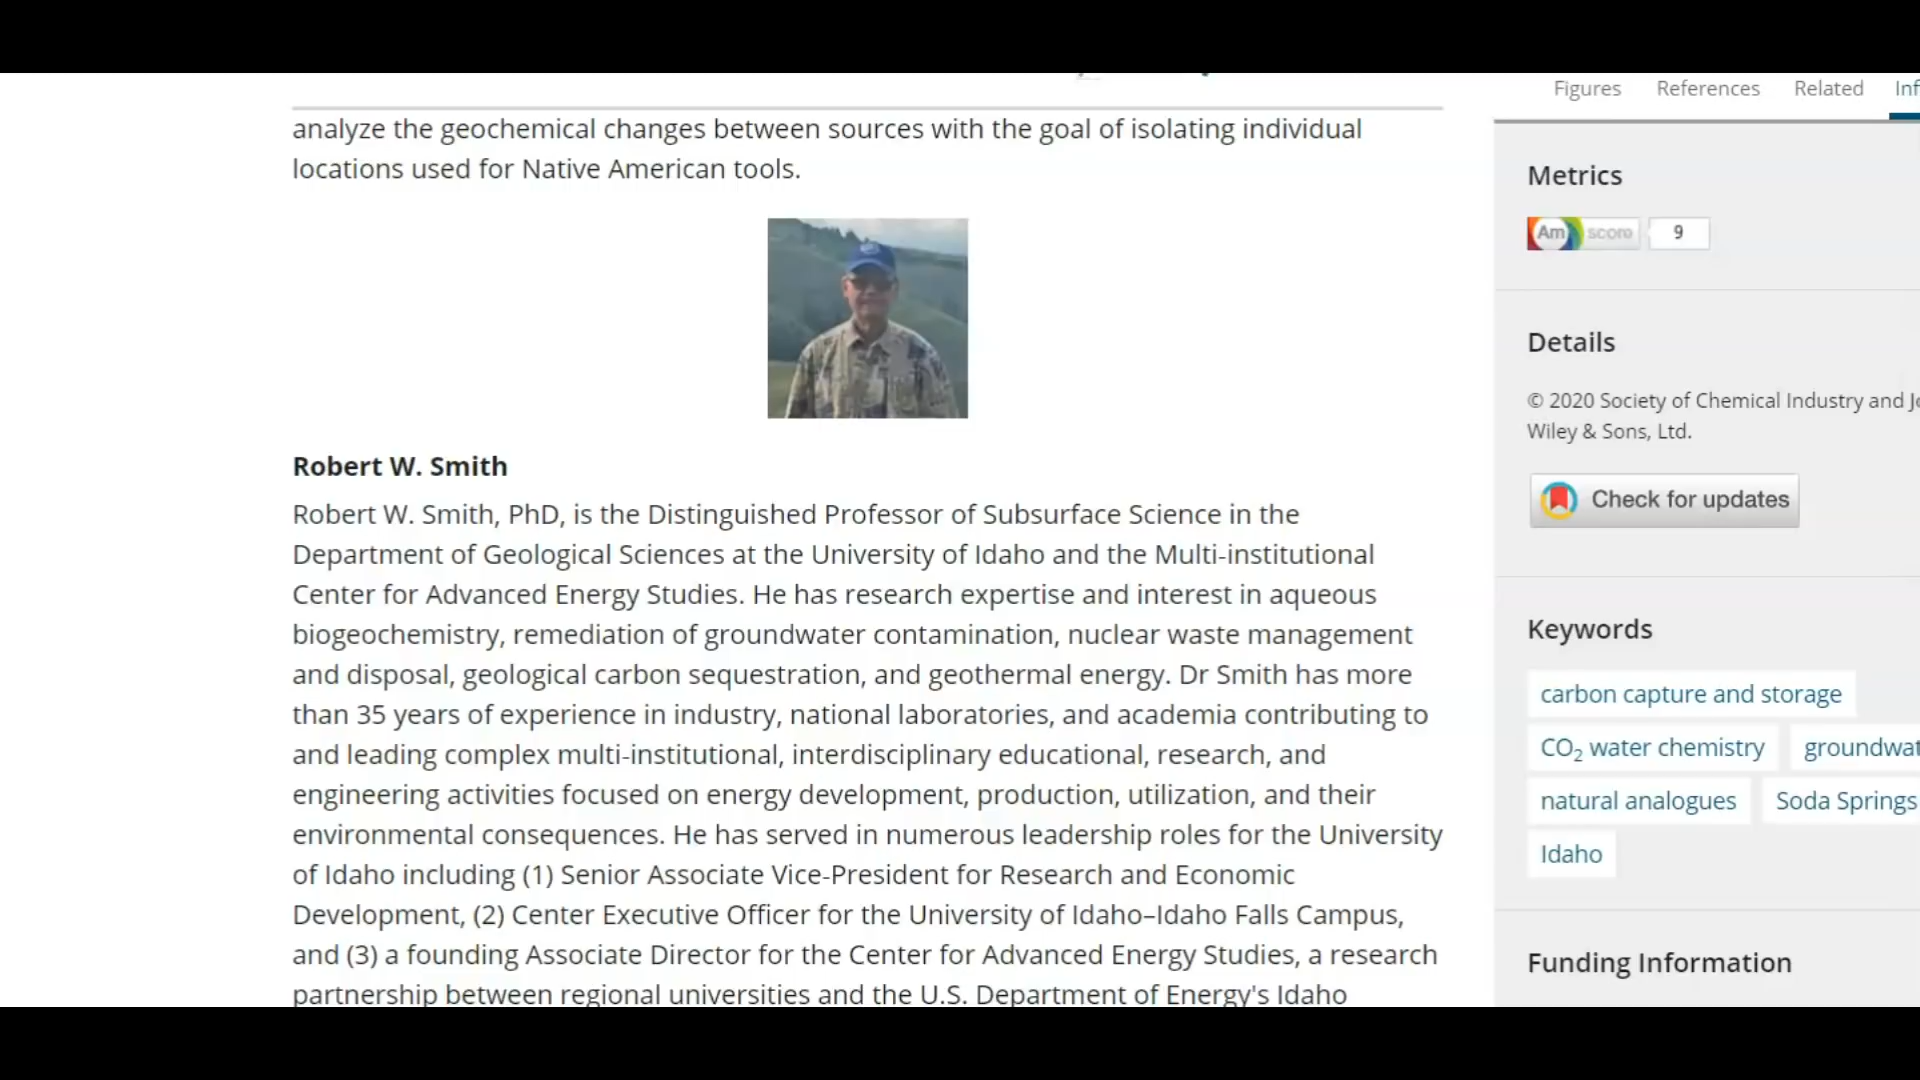 Figures References Related
analyze the geochemical changes between sources with the goal of isolating individual
locations used for Native American tools.
Robert W. Smith
Robert W. Smith, PhD, is the Distinguished Professor of Subsurface Science in the
Department of Geological Sciences at the University of Idaho and the Multi-institutional
Center for Advanced Energy Studies. He has research expertise and interest in aqueous
biogeochemistry, remediation of groundwater contamination, nuclear waste management
and disposal, geological carbon sequestration, and geothermal energy. Dr Smith has more
than 35 years of experience in industry, national laboratories, and academia contributing to
and leading complex multi-institutional, interdisciplinary educational, research, and
engineering activities focused on energy development, production, utilization, and their
environmental consequences. He has served in numerous leadership roles for the University
of Idaho including (1) Senior Associate Vice-President for Research and Economic
Development, (2) Center Executive Officer for the University of Idaho–Idaho Falls Campus,
and (3) a founding Associate Director for the Center for Advanced Energy Studies, a research
partnership between regional universities and the U.S. Department of Energy's Idaho
Metrics
Am score 9
Details
© 2020 Society of Chemical Industry and
Wiley & Sons, Ltd.
Check for updates
Keywords
carbon capture and storage
CO₂ water chemistry
natural analogues Soda Springs
Idaho
Funding Information